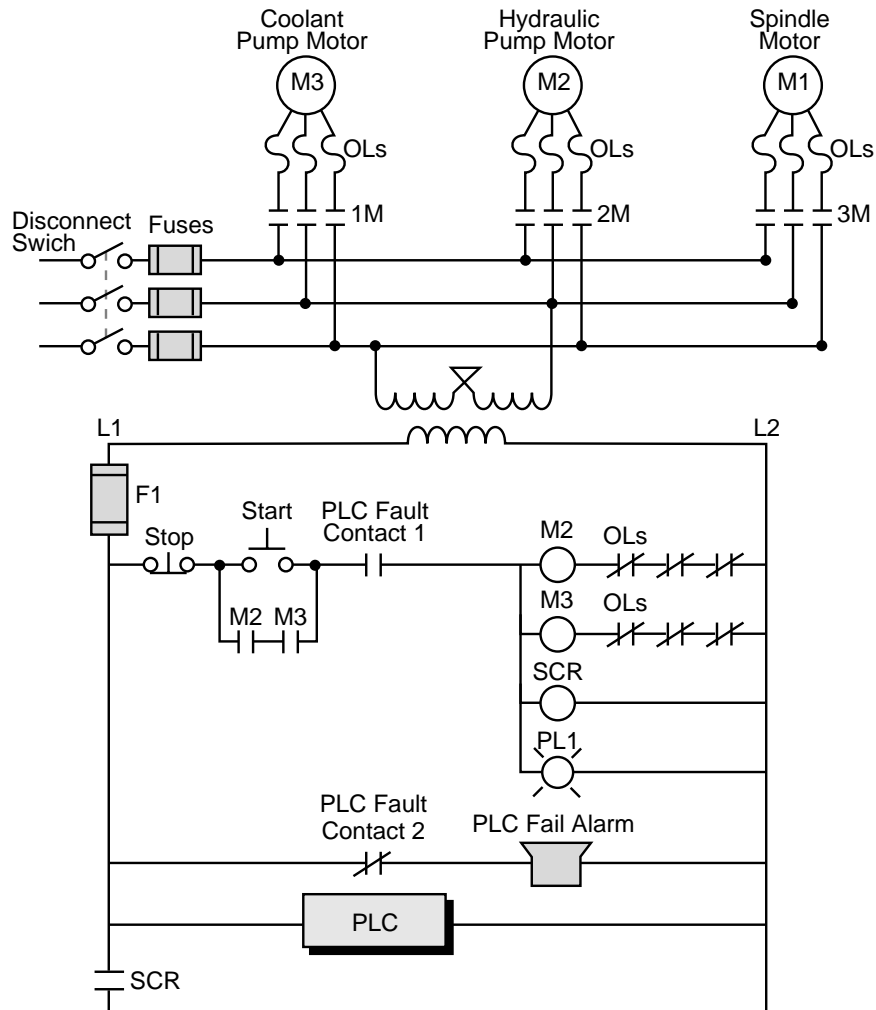 Coolant
Pump Motor
Hydraulic
Pump Motor
Spindle
Motor
M3
M2
M1
OLs
OLs
OLs
1M
2M
3M
Disconnect
Swich
Fuses
L1
L2
F1
Stop
Start
PLC Fault
Contact 1
M2
OLs
M2
M3
M3
OLs
SCR
PL1
PLC Fault
Contact 2
PLC Fail Alarm
PLC
SCR